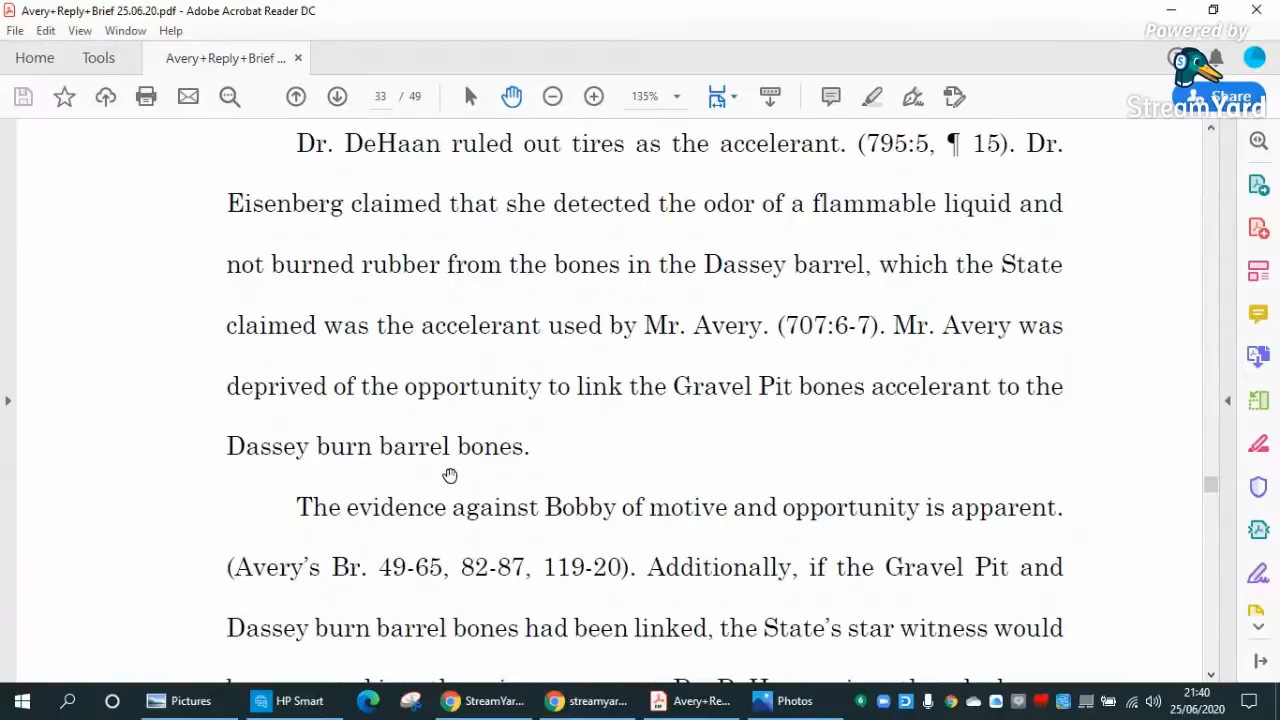 Avery+Reply+Brief 25.06.20.pdf - Adobe Acrobat Reader DC
File Edit View Window Help
Powered by
StreamYard
Home Tools Avery+Reply+Brief ... ×
Share
33 / 49 135%
Dr. DeHaan ruled out tires as the accelerant. (795:5, ¶ 15). Dr.
Eisenberg claimed that she detected the odor of a flammable liquid and
not burned rubber from the bones in the Dassey barrel, which the State
claimed was the accelerant used by Mr. Avery. (707:6-7). Mr. Avery was
deprived of the opportunity to link the Gravel Pit bones accelerant to the
Dassey burn barrel bones.
The evidence against Bobby of motive and opportunity is apparent.
(Avery's Br. 49-65, 82-87, 119-20). Additionally, if the Gravel Pit and
Dassey burn barrel bones had been linked, the State's star witness would
Pictures HP Smart StreamYar... streamyar... Avery+Re... Photos
21:40
25/06/2020